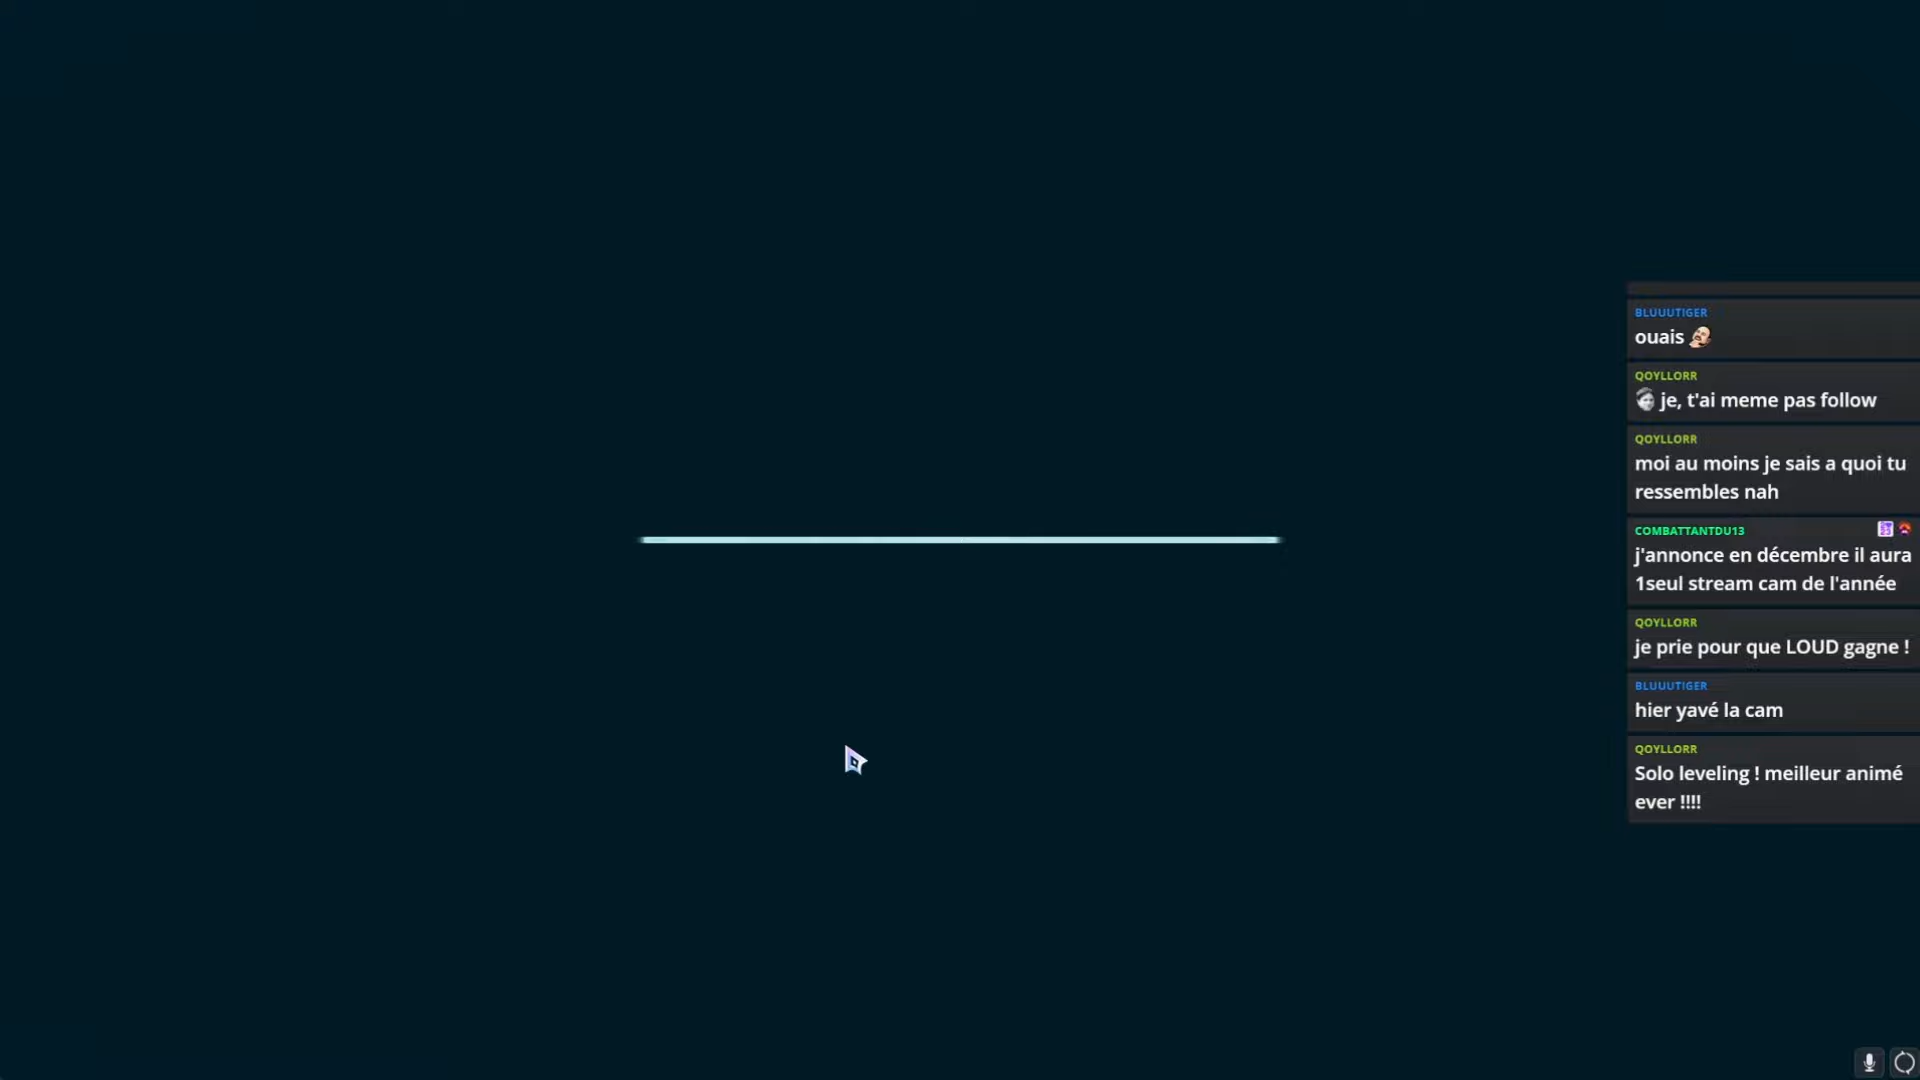 BLUUUTIGER
ouais
QOYLLORR
je, t'ai meme pas follow
QOYLLORR
moi au moins je sais a quoi tu
ressembles nah
COMBATTANTDU13
j'annonce en décembre il aura
1seul stream cam de l'année
QOYLLORR
je prie pour que LOUD gagne !
BLUUUTIGER
hier yavé la cam
QOYLLORR
Solo leveling ! meilleur animé
ever !!!!